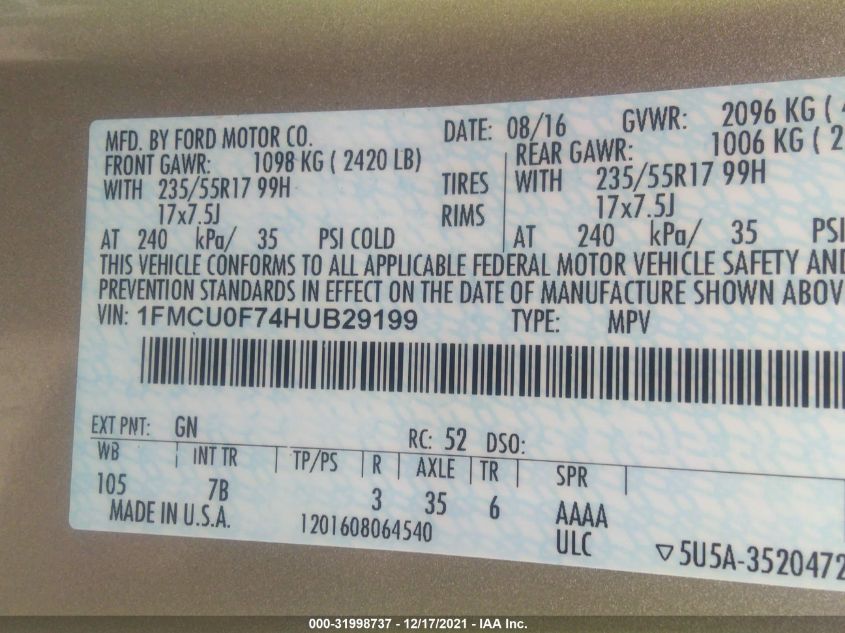 MFD. BY FORD MOTOR CO. DATE: 08/16 GVWR: 2096 KG (
FRONT GAWR: 1098 KG ( 2420 LB) REAR GAWR: 1006 KG ( 2
WITH 235/55R17 99H TIRES WITH 235/55R17 99H
17x7.5J RIMS 17x7.5J
AT 240 kPa/ 35 PSI COLD AT 240 kPa/ 35 PSI
THIS VEHICLE CONFORMS TO ALL APPLICABLE FEDERAL MOTOR VEHICLE SAFETY AND
PREVENTION STANDARDS IN EFFECT ON THE DATE OF MANUFACTURE SHOWN ABOV
VIN: 1FMCU0F74HUB29199 TYPE: MPV
EXT PNT: GN RC: 52 DSO:
WB | INT TR | TP/PS | R | AXLE | TR | SPR |
105 7B 3 35 6 AAAA
MADE IN U.S.A. 1201608064540 ULC ▽5U5A-3520472
000-31998737 - 12/17/2021 - IAA Inc.